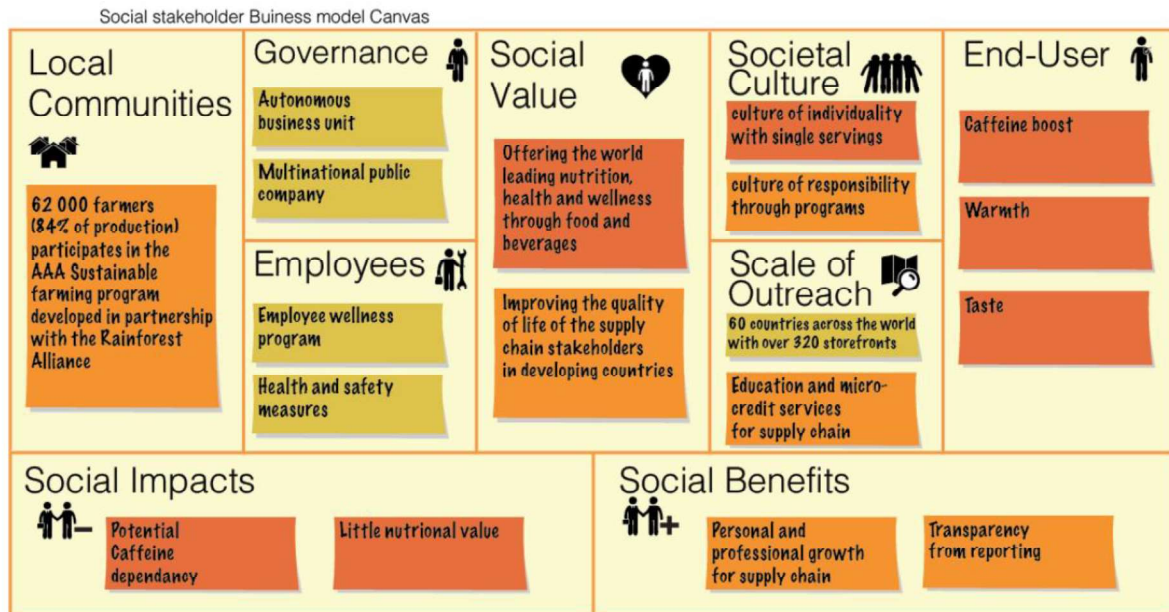 Social stakeholder Buiness model Canvas
Local
Communities
62 000 farmers
(84% of production)
participates in the
AAA Sustainable
farming program
developed in partnership
with the Rainforest
Alliance
Governance
Autonomous
business unit
Multinational public
company
Employees
Employee wellness
program
Health and safety
measures
Social
Value
Offering the world
leading nutrition,
health and wellness
through food and
beverages
Improving the quality
of life of the supply
chain stakeholders
in developing countries
Societal
Culture
culture of individuality
with single servings
culture of responsibility
through programs
Scale of
Outreach
60 countries across the world
with over 320 storefronts
Education and micro-
credit services
for supply chain
End-User
Caffeine boost
Warmth
Taste
Social Impacts
Potential
Caffeine
dependancy
Little nutrional value
Social Benefits
Personal and
professional growth
for supply chain
Transparency
from reporting